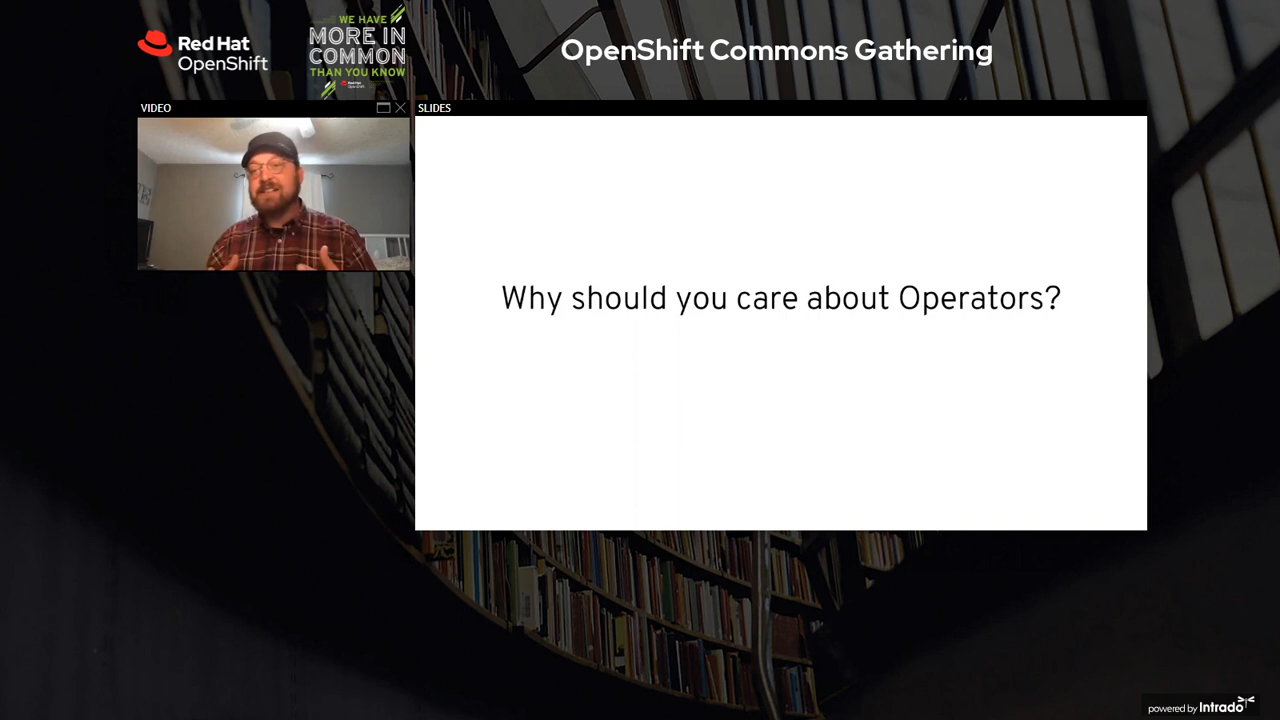 Red Hat
OpenShift
WE HAVE
MORE IN
COMMON
THAN YOU KNOW
OpenShift Commons Gathering
VIDEO
SLIDES
Why should you care about Operators?
powered by Intrado